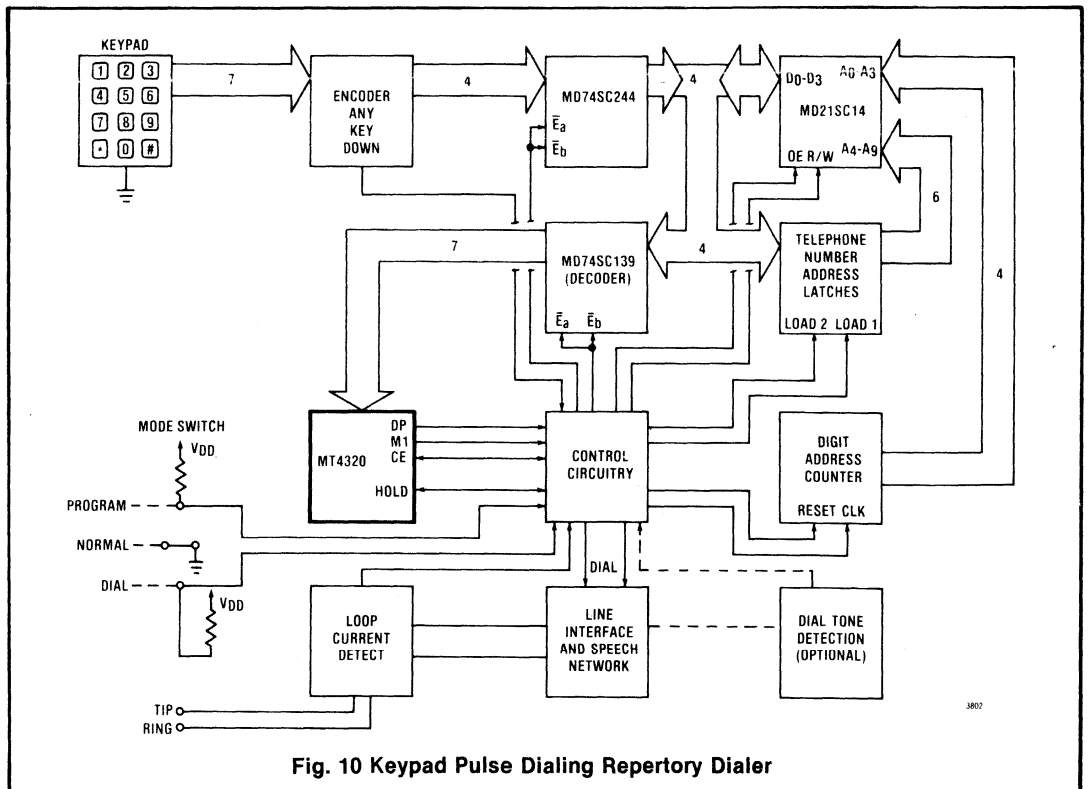 KEYPAD
1 2 3
4 5 6
7 8 9
* 0 #
7
ENCODER
ANY
KEY
DOWN
4
MD74SC244
Ēa
Ēb
4
D0-D3
A0-A3
MD21SC14
A4-A9
OE R/W
6
4
7
MD74SC139
(DECODER)
Ēa Ēb
4
TELEPHONE
NUMBER
ADDRESS
LATCHES
LOAD 2 LOAD 1
MODE SWITCH
VDD
PROGRAM
NORMAL
DIAL
VDD
MT4320
DP
M1
CE
HOLD
CONTROL
CIRCUITRY
DIGIT
ADDRESS
COUNTER
RESET CLK
DIAL
LOOP
CURRENT
DETECT
LINE
INTERFACE
AND SPEECH
NETWORK
DIAL TONE
DETECTION
(OPTIONAL)
TIP
RING
3802
Fig. 10 Keypad Pulse Dialing Repertory Dialer